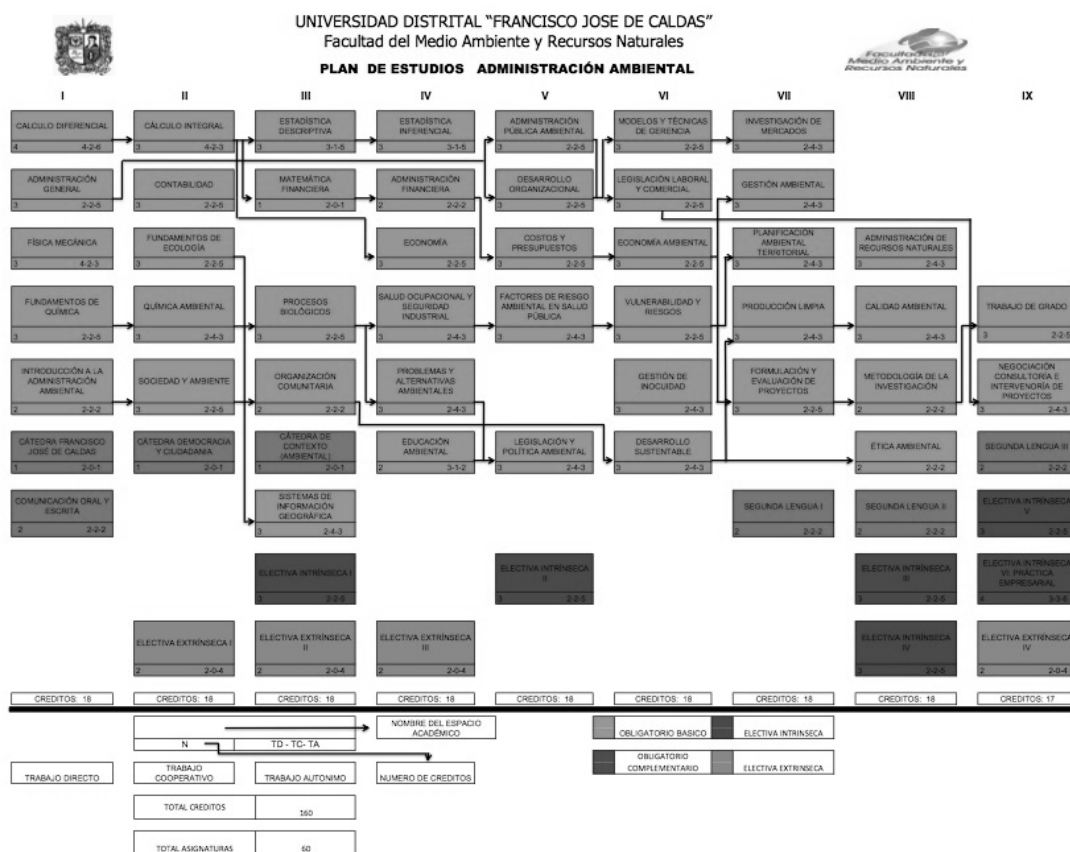 UNIVERSIDAD DISTRITAL "FRANCISCO JOSE DE CALDAS"
Facultad del Medio Ambiente y Recursos Naturales
PLAN DE ESTUDIOS ADMINISTRACIÓN AMBIENTAL
Facultad de
Medio Ambiente y
Recursos Naturales
I II III IV V VI VII VIII IX
CALCULO DIFERENCIAL
4 4-2-6
CÁLCULO INTEGRAL
3 4-2-3
ESTADÍSTICA
DESCRIPTIVA
3 3-1-5
ESTADÍSTICA
INFERENCIAL
3 3-1-5
ADMINISTRACIÓN
PÚBLICA AMBIENTAL
3 2-2-5
MODELOS Y TÉCNICAS
DE GERENCIA
3 2-2-5
INVESTIGACIÓN DE
MERCADOS
3 2-4-3
ADMINISTRACIÓN
GENERAL
3 2-2-5
CONTABILIDAD
3 2-2-5
MATEMÁTICA
FINANCIERA
1 2-0-1
ADMINISTRACIÓN
FINANCIERA
2 2-2-2
DESARROLLO
ORGANIZACIONAL
3 2-2-5
LEGISLACIÓN LABORAL
Y COMERCIAL
3 2-2-5
GESTIÓN AMBIENTAL
3 2-4-3
FÍSICA MECÁNICA
3 4-2-3
FUNDAMENTOS DE
ECOLOGÍA
3 2-2-5
ECONOMÍA
3 2-2-5
COSTOS Y
PRESUPUESTOS
3 2-2-5
ECONOMÍA AMBIENTAL
3 2-2-5
PLANIFICACIÓN
AMBIENTAL
TERRITORIAL
3 2-4-3
ADMINISTRACIÓN DE
RECURSOS NATURALES
3 2-4-3
FUNDAMENTOS DE
QUÍMICA
3 2-2-5
QUÍMICA AMBIENTAL
3 2-4-3
PROCESOS
BIOLÓGICOS
3 2-2-5
SALUD OCUPACIONAL Y
SEGURIDAD
INDUSTRIAL
2 2-4-3
FACTORES DE RIESGO
AMBIENTAL EN SALUD
PÚBLICA
3 2-4-3
VULNERABILIDAD Y
RIESGOS
3 2-2-5
PRODUCCIÓN LIMPIA
3 2-4-3
CALIDAD AMBIENTAL
3 2-4-3
TRABAJO DE GRADO
3 2-2-5
INTRODUCCIÓN A LA
ADMINISTRACIÓN
AMBIENTAL
2 2-2-2
SOCIEDAD Y AMBIENTE
3 2-2-5
ORGANIZACIÓN
COMUNITARIA
2 2-2-2
PROBLEMAS Y
ALTERNATIVAS
AMBIENTALES
3 2-4-3
GESTIÓN DE
INOCUIDAD
3 2-4-3
FORMULACIÓN Y
EVALUACIÓN DE
PROYECTOS
3 2-2-5
METODOLOGÍA DE LA
INVESTIGACIÓN
2 2-2-2
NEGOCIACIÓN
CONSULTORÍA E
INTERVENORÍA DE
PROYECTOS
3 2-4-3
CÁTEDRA FRANCISCO
JOSÉ DE CALDAS
1 2-0-1
CÁTEDRA DEMOCRACIA
Y CIUDADANIA
1 2-0-1
CÁTEDRA DE
CONTEXTO
(AMBIENTAL)
1 2-0-1
EDUCACIÓN
AMBIENTAL
2 3-1-2
LEGISLACIÓN Y
POLÍTICA AMBIENTAL
3 2-4-3
DESARROLLO
SUSTENTABLE
3 2-4-3
ÉTICA AMBIENTAL
2 2-2-2
SEGUNDA LENGUA III
2 2-2-2
COMUNICACIÓN ORAL Y
ESCRITA
2 2-2-2
SISTEMAS DE
INFORMACIÓN
GEOGRÁFICA
3 2-4-3
SEGUNDA LENGUA I
2 2-2-2
SEGUNDA LENGUA II
2 2-2-2
ELECTIVA INTRÍNSECA
V
3 2-2-5
ELECTIVA INTRÍNSECA I
3 2-2-5
ELECTIVA INTRÍNSECA
II
3 2-2-5
ELECTIVA INTRÍNSECA
III
3 2-2-5
ELECTIVA INTRÍNSECA
VI: PRÁCTICA
EMPRESARIAL
4 3-3-6
ELECTIVA EXTRÍNSECA I
2 2-0-4
ELECTIVA EXTRÍNSECA
II
2 2-0-4
ELECTIVA EXTRÍNSECA
III
2 2-0-4
ELECTIVA INTRÍNSECA
IV
3 2-2-5
ELECTIVA EXTRÍNSECA
IV
2 2-0-4
CREDITOS: 18 CREDITOS: 18 CREDITOS: 18 CREDITOS: 18 CREDITOS: 18 CREDITOS: 18 CREDITOS: 18 CREDITOS: 18 CREDITOS: 17
NOMBRE DEL ESPACIO
ACADÉMICO
N TD - TC- TA
OBLIGATORIO BASICO
ELECTIVA INTRINSECA
TRABAJO DIRECTO
TRABAJO
COOPERATIVO
TRABAJO AUTONIMO
NUMERO DE CREDITOS
OBLIGATORIO
COMPLEMENTARIO
ELECTIVA EXTRINSECA
TOTAL CREDITOS 160
TOTAL ASIGNATURAS 60